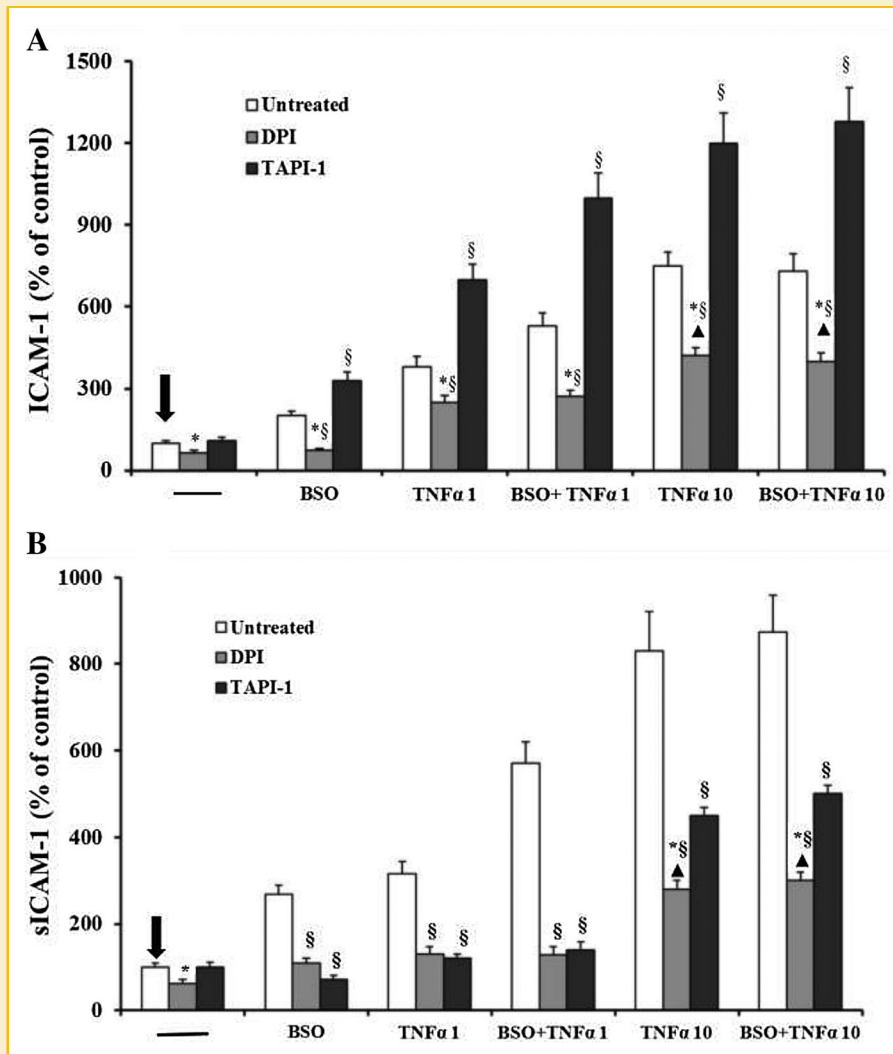 A
1500
1200
900
600
300
0
ICAM-1 (% of control)
Untreated
DPI
TAPI-1
§
§
§
§
§
*
*§
*§
*§
*§
▲
*§
▲
BSO
TNFα 1
BSO+ TNFα 1
TNFα 10
BSO+TNFα 10
B
1000
800
600
400
200
0
sICAM-1 (% of control)
Untreated
DPI
TAPI-1
*
§
§
§
§
§
§
*§
▲
§
*§
▲
§
BSO
TNFα 1
BSO+TNFα 1
TNFα 10
BSO+TNFα 10